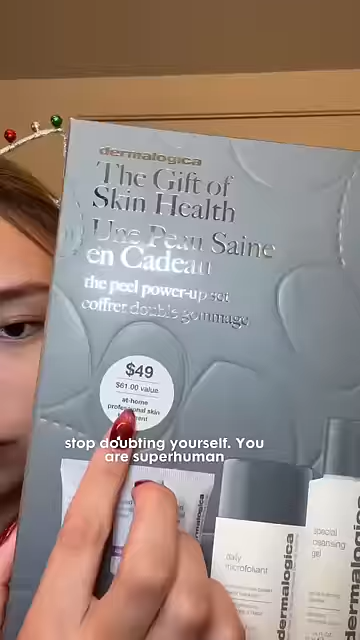 dermalogica
The Gift of
Skin Health
Une Peau Saine
en Cadeau
the peel power-up set
coffret double gommage
$49
$61.00 value
at-home
professional skin
stop doubting yourself. You
are superhuman
dermalogica
daily
microfoliant
dermalogica
special
cleansing
gel
dermalogica